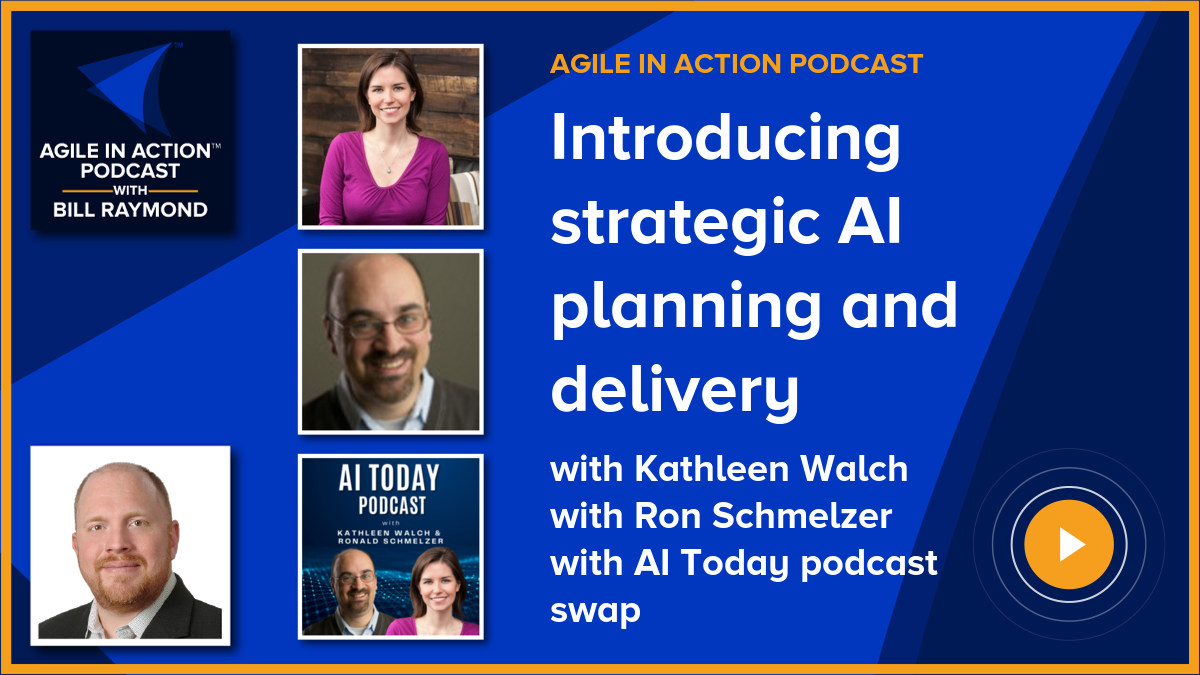 AGILE IN ACTION™
PODCAST
WITH
BILL RAYMOND
AI TODAY
PODCAST
with
KATHLEEN WALCH &
RONALD SCHMELZER
AGILE IN ACTION PODCAST
Introducing
strategic AI
planning and
delivery
with Kathleen Walch
with Ron Schmelzer
with AI Today podcast
swap